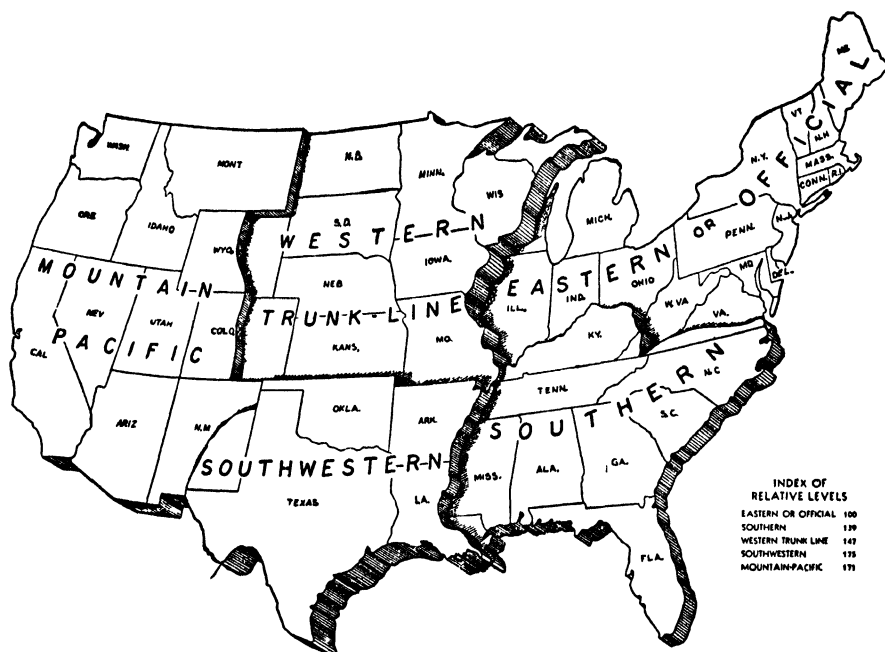 ME
VT
N.H
N.Y.
MASS.
CONN.
R.I.
WASH
MONT
N.D.
MINN.
WIS
MICH.
PENN.
N.J.
ORE
IDAHO
WYO.
S.D.
IOWA.
EASTERN OR OFFICIAL
WESTERN
TRUNK-LINE
MOUNTAIN
& PACIFIC
NEB
ILL.
IND.
OHIO
MD.
DEL.
W.VA
VA.
NEV
UTAH
COLO.
KANS.
MO.
KY.
CAL
ARIZ
N.M
OKLA.
ARK.
TENN.
N.C
S.C.
SOUTHERN
SOUTHWESTERN
TEXAS
LA.
MISS.
ALA.
GA.
FLA.
INDEX OF
RELATIVE LEVELS
EASTERN OR OFFICIAL 100
SOUTHERN 139
WESTERN TRUNK LINE 147
SOUTHWESTERN 175
MOUNTAIN-PACIFIC 171